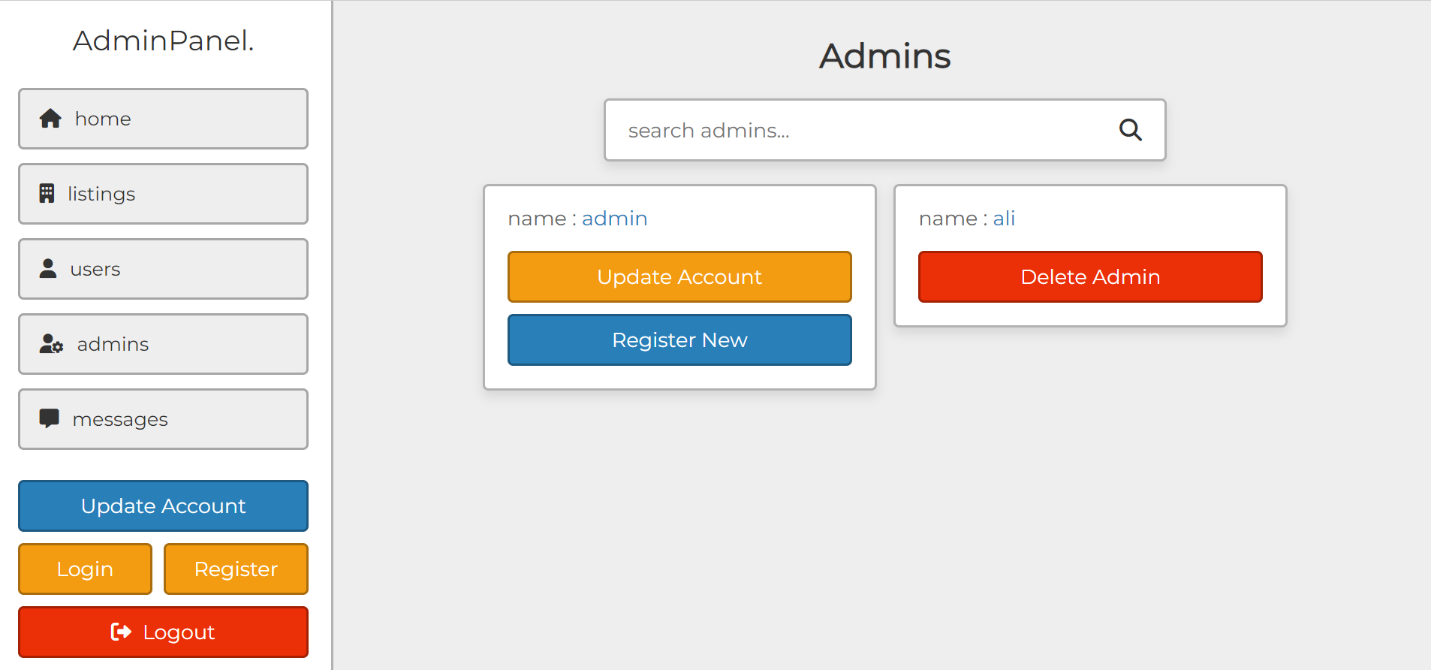 AdminPanel.
home
listings
users
admins
messages
Update Account
Login
Register
Logout
Admins
search admins...
name : admin
Update Account
Register New
name : ali
Delete Admin